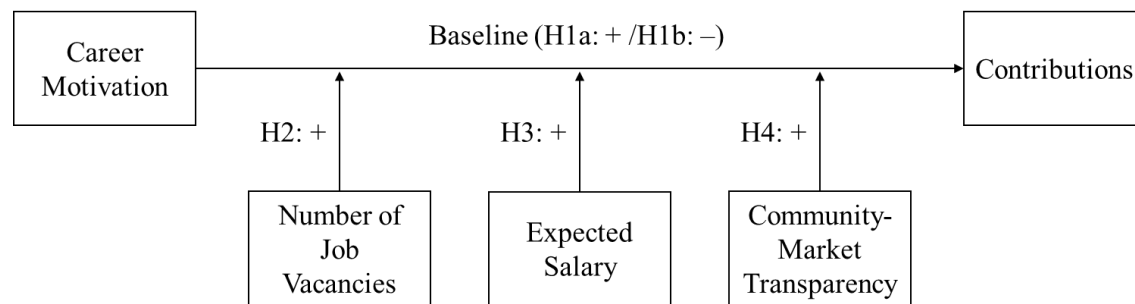 Baseline (H1a: + /H1b: –)
Career
Motivation
Contributions
H2: +
H3: +
H4: +
Number of
Job
Vacancies
Expected
Salary
Community-
Market
Transparency